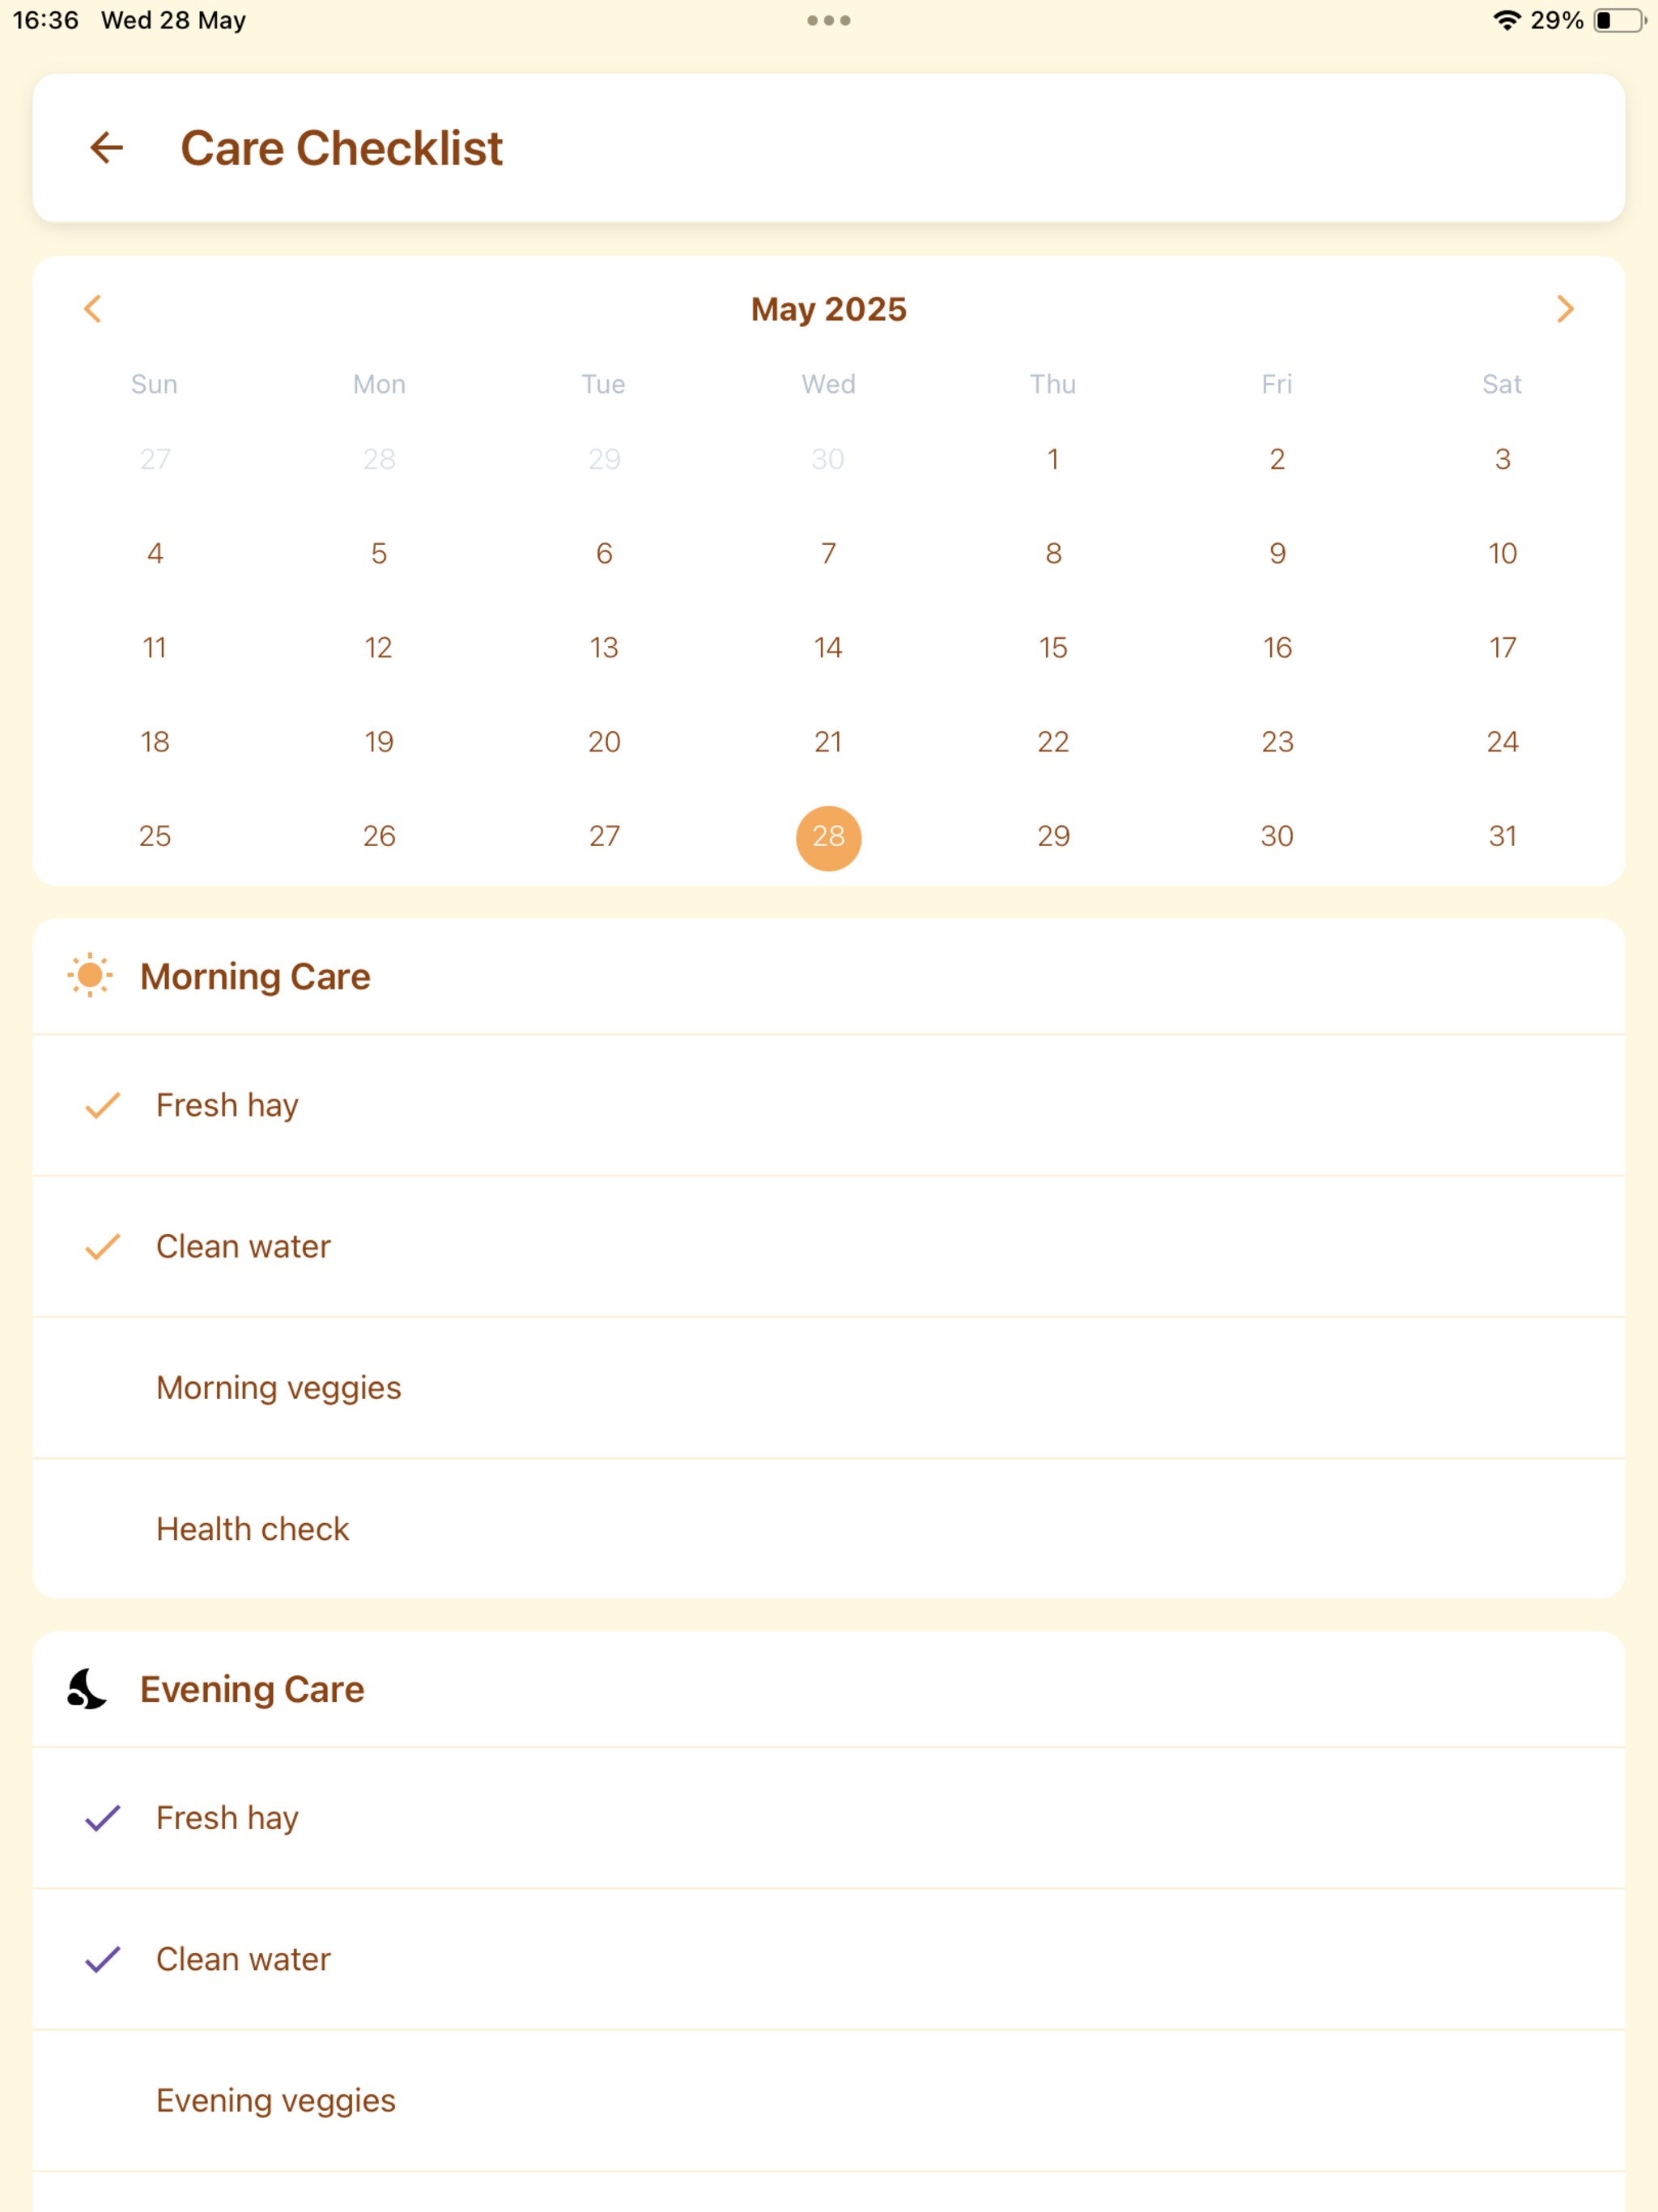 16:36 Wed 28 May 29%
Care Checklist
May 2025
Sun Mon Tue Wed Thu Fri Sat
27 28 29 30 1 2 3
4 5 6 7 8 9 10
11 12 13 14 15 16 17
18 19 20 21 22 23 24
25 26 27 28 29 30 31
Morning Care
Fresh hay
Clean water
Morning veggies
Health check
Evening Care
Fresh hay
Clean water
Evening veggies